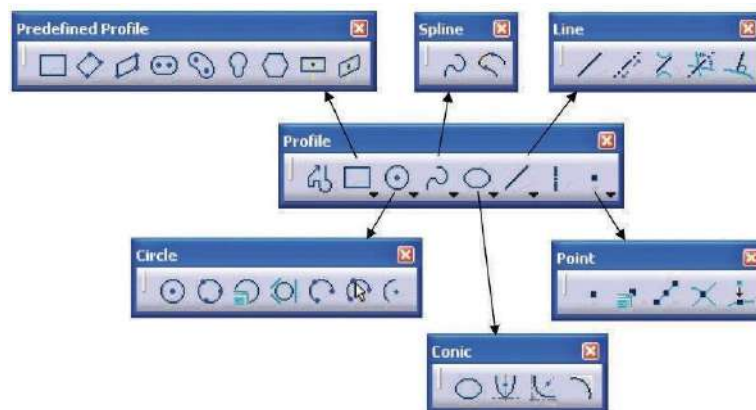 Predefined Profile
Spline
Line
Profile
Circle
Point
Conic